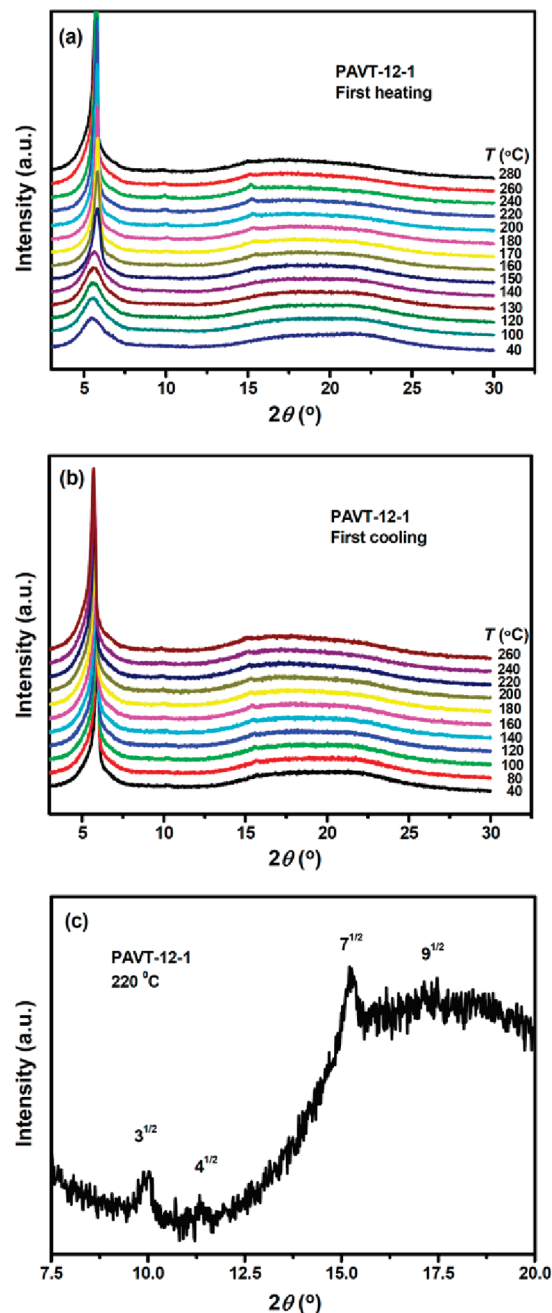 (a)
PAVT-12-1
First heating
T (°C)
280
260
240
220
200
180
170
160
150
140
130
120
100
40
Intensity (a.u.)
5 10 15 20 25 30
2θ (°)
(b)
PAVT-12-1
First cooling
T (°C)
260
240
220
200
180
160
140
120
100
80
40
Intensity (a.u.)
5 10 15 20 25 30
2θ (°)
(c)
PAVT-12-1
220 ⁰C
3^1/2
4^1/2
7^1/2
9^1/2
Intensity (a.u.)
7.5 10.0 12.5 15.0 17.5 20.0
2θ (°)